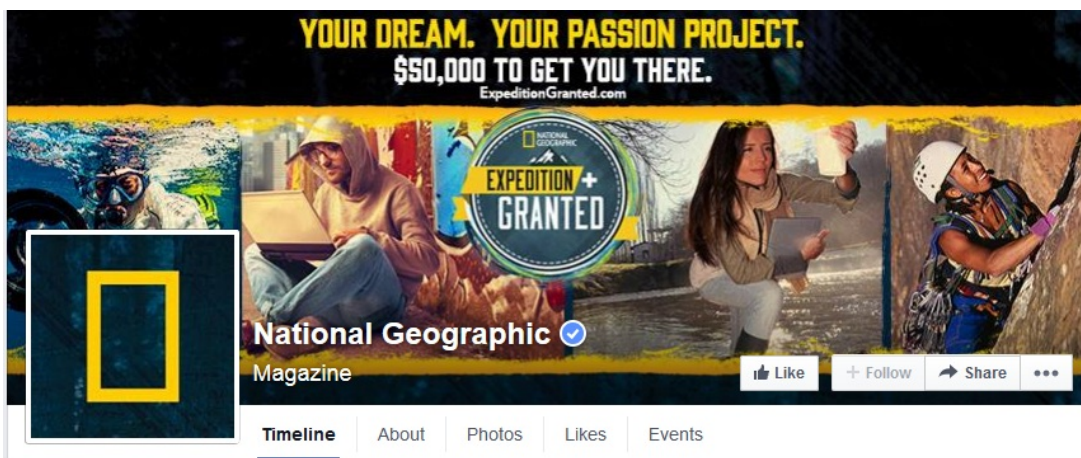 YOUR DREAM. YOUR PASSION PROJECT.
$50,000 TO GET YOU THERE.
ExpeditionGranted.com
NATIONAL
GEOGRAPHIC
EXPEDITION +
GRANTED
National Geographic
Magazine
Like
+ Follow
Share
Timeline
About
Photos
Likes
Events